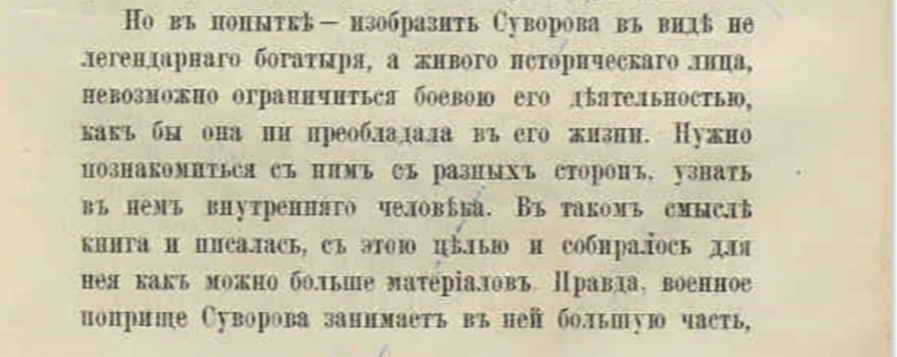 Но въ попыткѣ — изобразить Суворова въ видѣ не
легендарнаго богатыря, а живого историческаго лица,
невозможно ограничиться боевою его дѣятельностью,
какъ бы она ни преобладала въ его жизни. Нужно
познакомиться съ нимъ съ разныхъ сторонъ, узнать
въ немъ внутренняго человѣка. Въ такомъ смыслѣ
книга и писалась, съ этою цѣлью и собиралось для
нея какъ можно больше матеріаловъ. Правда, военное
поприще Суворова занимаетъ въ ней большую часть,